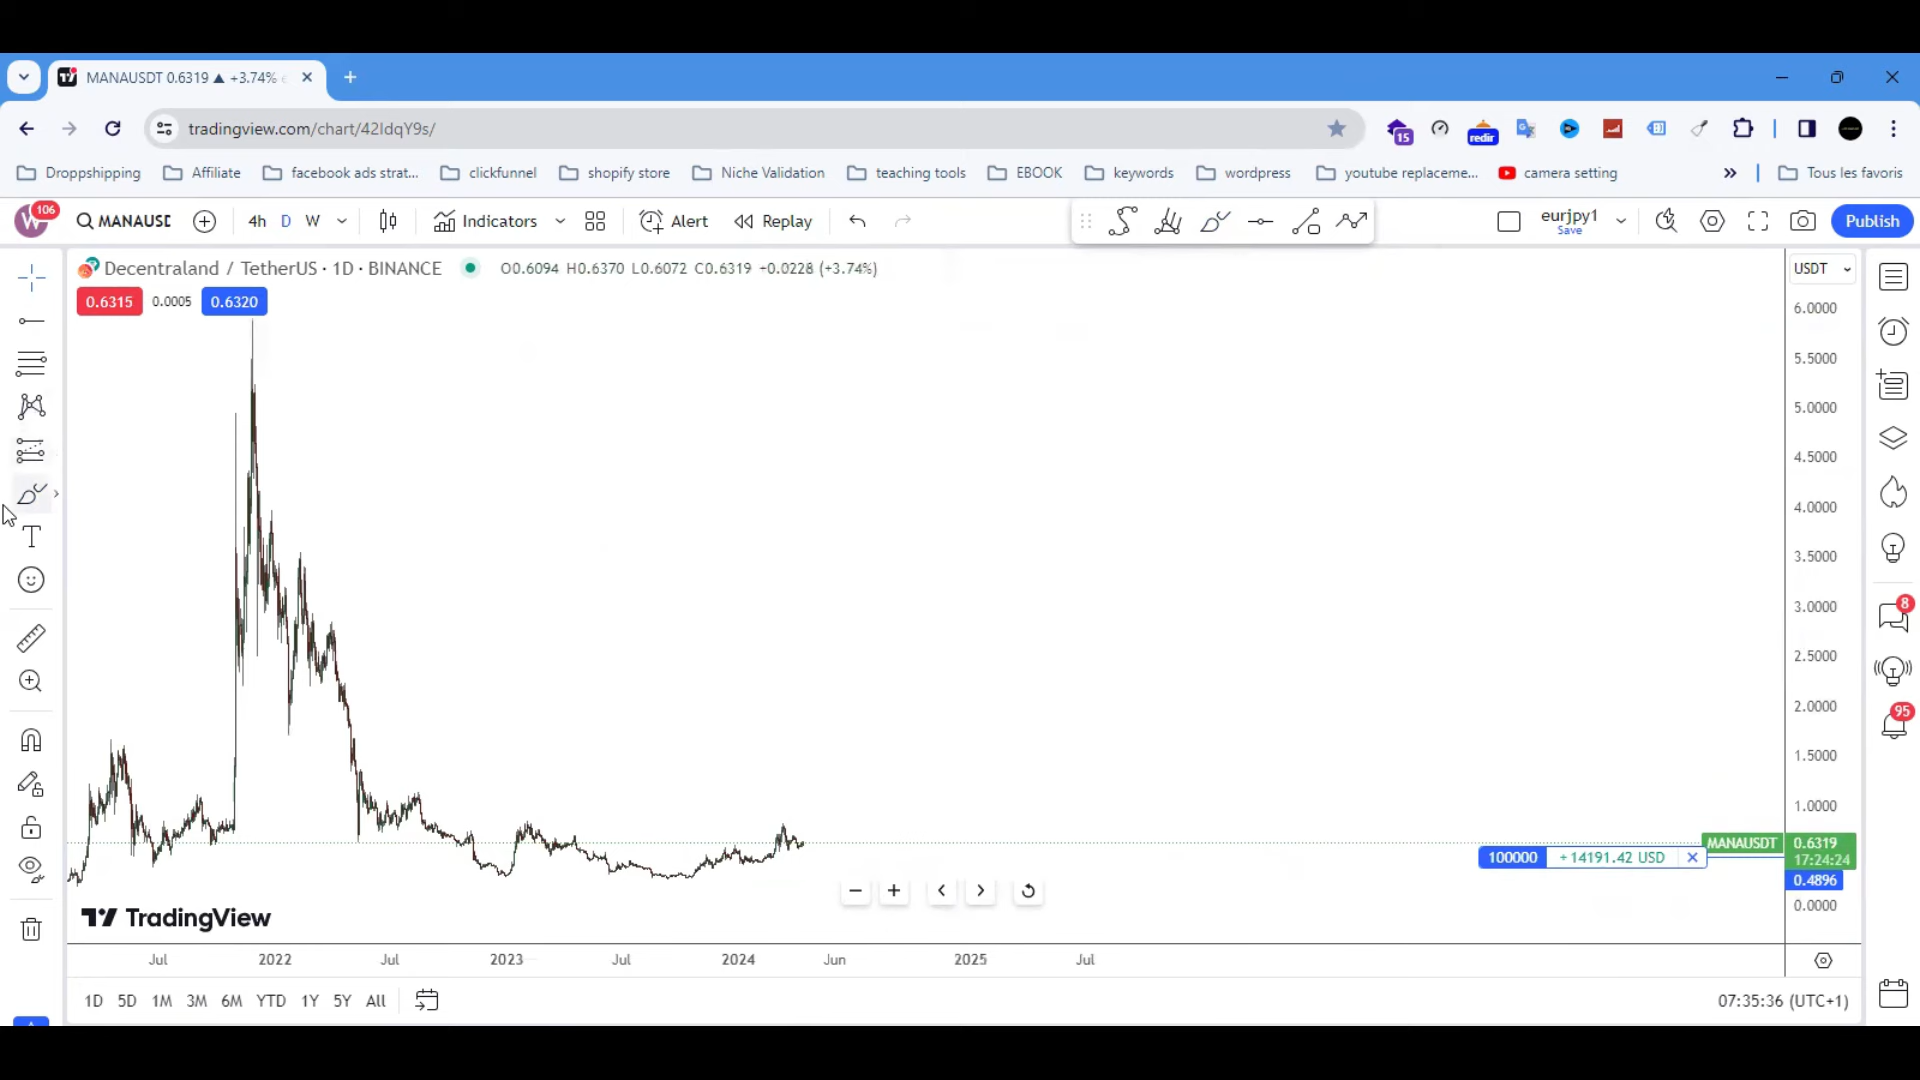 MANAUSDT 0.6319 ▲ +3.74%
tradingview.com/chart/42IdqY9s/
15
redir
Droppshipping Affiliate facebook ads strat... clickfunnel shopify store Niche Validation teaching tools EBOOK keywords wordpress youtube replaceme... camera setting Tous les favoris
W 106 MANAUSD 4h D W Indicators Alert Replay eurjpy1 Save Publish
Decentraland / TetherUS · 1D · BINANCE O0.6094 H0.6370 L0.6072 C0.6319 +0.0228 (+3.74%)
USDT
0.6315 0.0005 0.6320
6.0000
5.5000
5.0000
4.5000
4.0000
3.5000
3.0000
2.5000
2.0000
1.5000
1.0000
MANAUSDT 0.6319
17:24:24
100000 +14191.42 USD
0.4896
0.0000
8
95
TradingView
Jul 2022 Jul 2023 Jul 2024 Jun 2025 Jul
1D 5D 1M 3M 6M YTD 1Y 5Y All
07:35:36 (UTC+1)